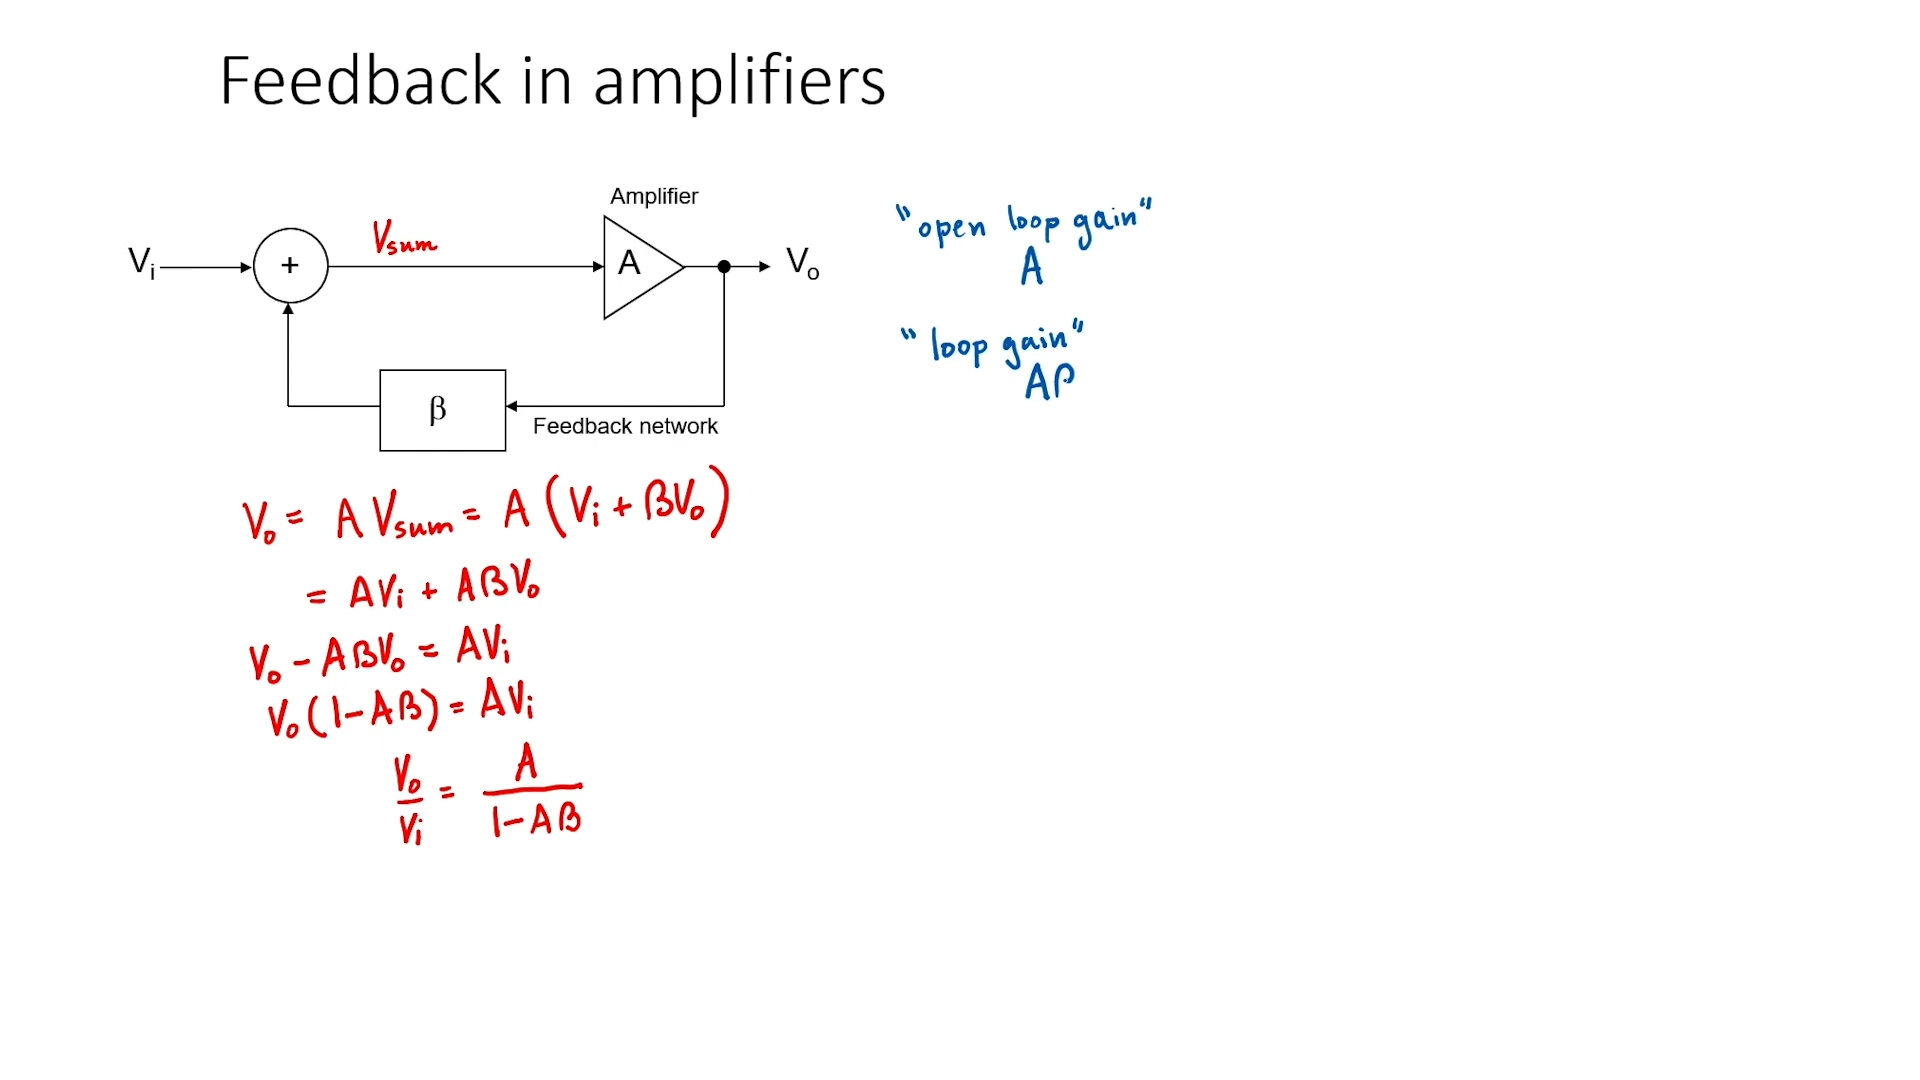 Feedback in amplifiers
Amplifier
Vi
+
Vsum
A
Vo
β
Feedback network
"open loop gain"
A
"loop gain"
Aβ
Vo = A Vsum = A (Vi + βVo)
= AVi + AβVo
Vo - AβVo = AVi
Vo (1-Aβ) = AVi
Vo/Vi = A/(1-Aβ)